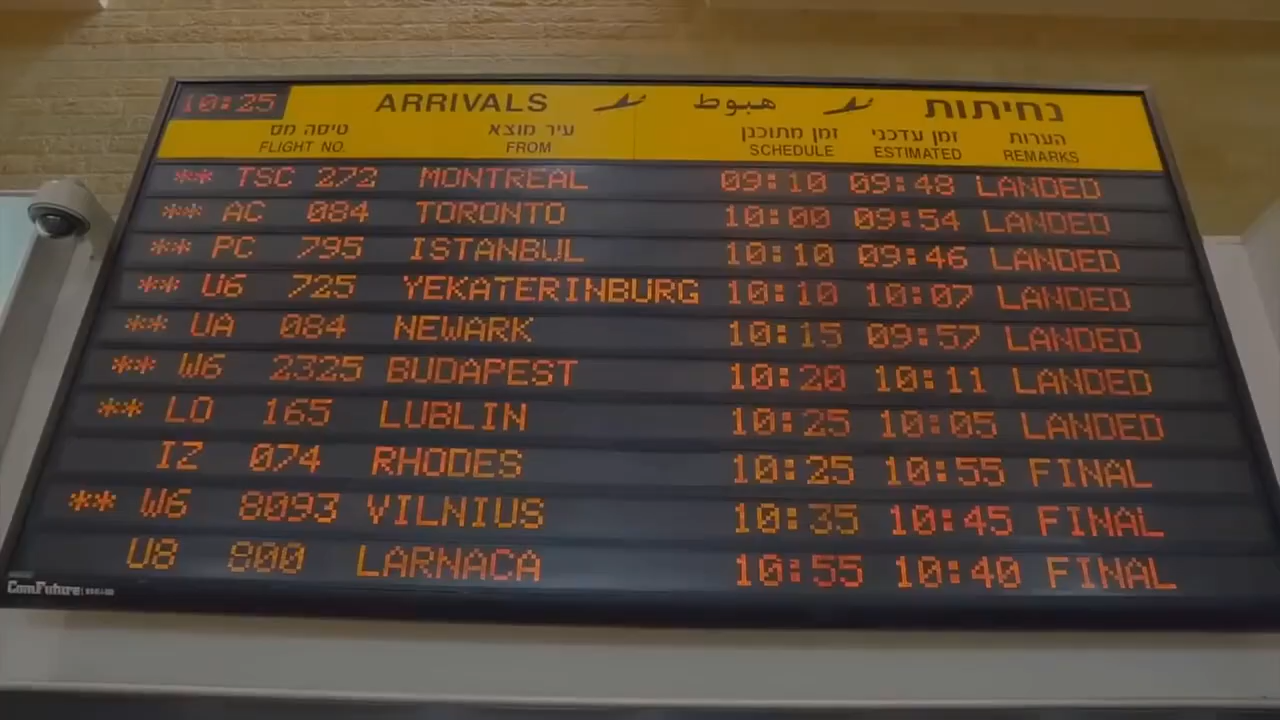 10:25 ARRIVALS هبوط נחיתות
טיסה מס עיר מוצא זמן מתוכנן זמן עדכני הערות
FLIGHT NO. FROM SCHEDULE ESTIMATED REMARKS
** TSC 272 MONTREAL 09:10 09:48 LANDED
** AC 084 TORONTO 10:00 09:54 LANDED
** PC 795 ISTANBUL 10:10 09:46 LANDED
** U6 725 YEKATERINBURG 10:10 10:07 LANDED
** UA 084 NEWARK 10:15 09:57 LANDED
** W6 2325 BUDAPEST 10:20 10:11 LANDED
** LO 165 LUBLIN 10:25 10:05 LANDED
IZ 074 RHODES 10:25 10:55 FINAL
** W6 8093 VILNIUS 10:35 10:45 FINAL
U8 800 LARNACA 10:55 10:40 FINAL
ComFuture